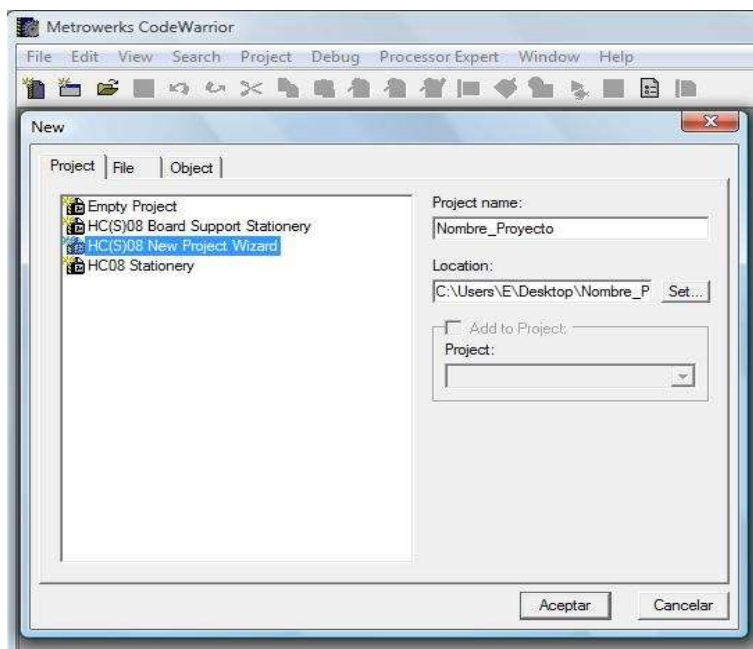 Metrowerks CodeWarrior
File Edit View Search Project Debug Processor Expert Window Help
New
Project File Object
Empty Project
HC(S)08 Board Support Stationery
HC(S)08 New Project Wizard
HC08 Stationery
Project name:
Nombre_Proyecto
Location:
C:\Users\E\Desktop\Nombre_P Set...
Add to Project:
Project:
Aceptar Cancelar